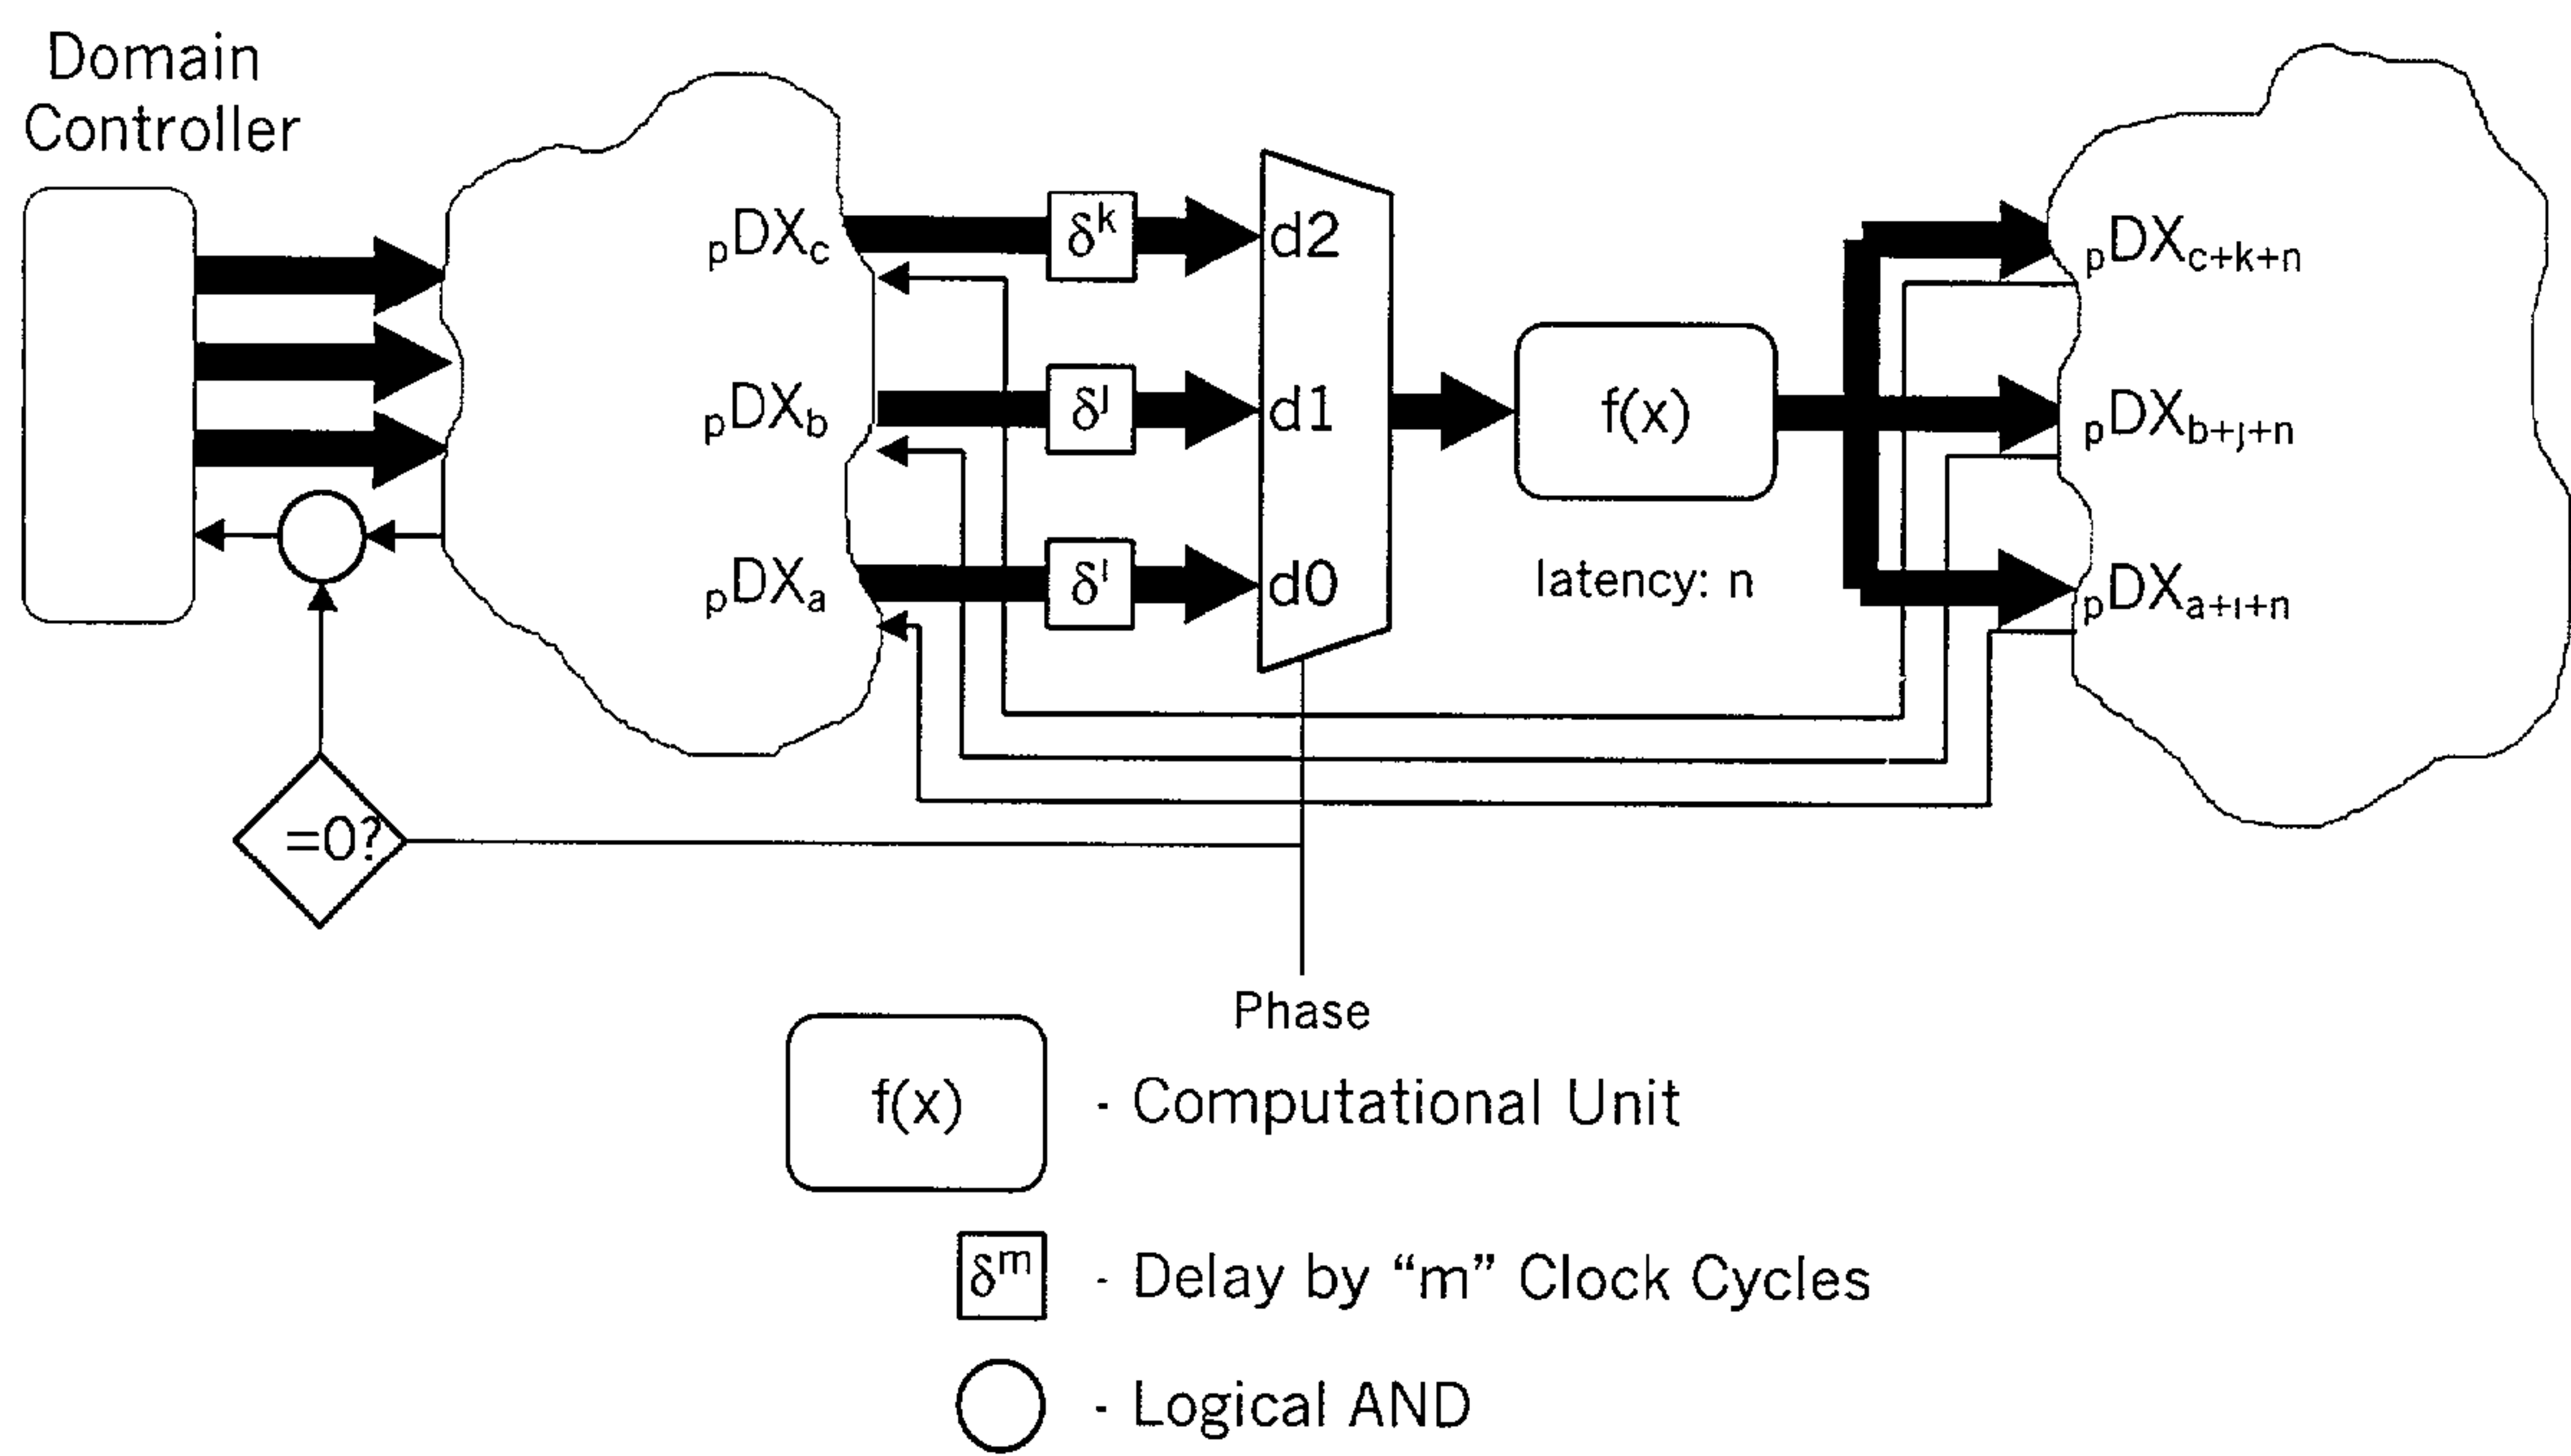 Domain
Controller
pDXc
δk
d2
pDXc+k+n
pDXb
δj
d1
f(x)
pDXb+j+n
pDXa
δi
d0
latency: n
pDXa+i+n
=0?
Phase
f(x) - Computational Unit
δm - Delay by “m” Clock Cycles
- Logical AND